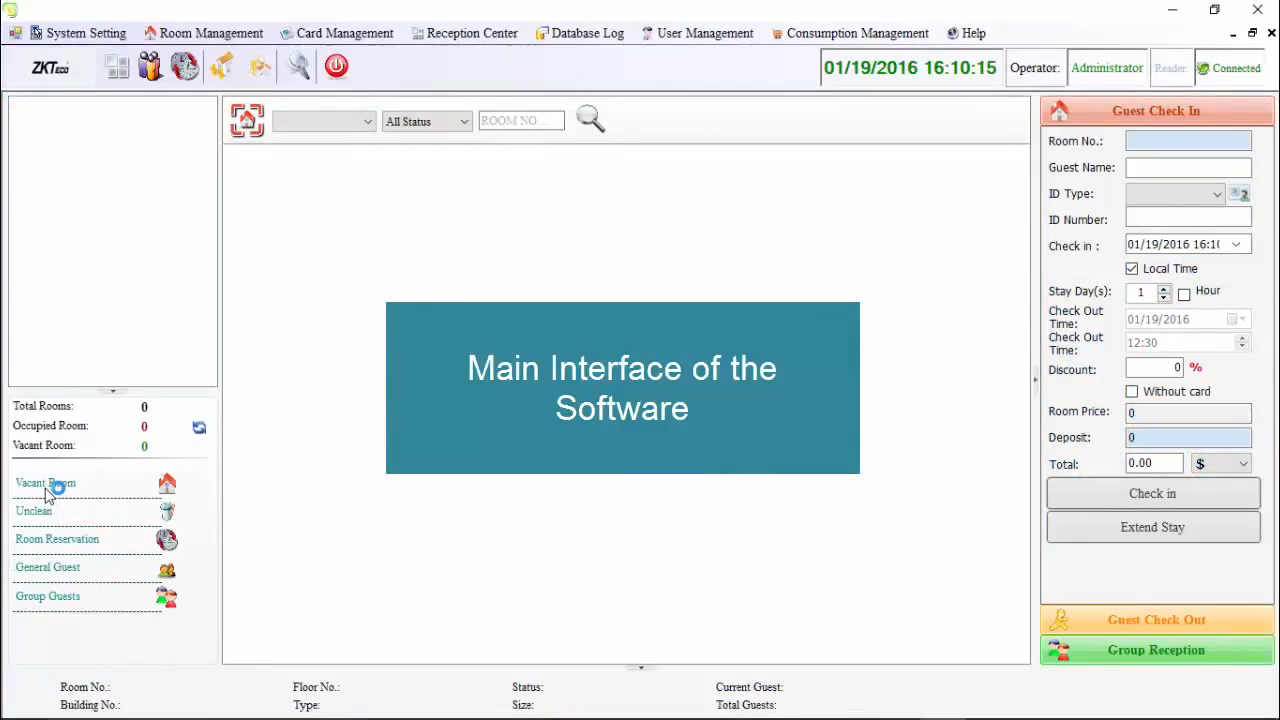 System Setting Room Management Card Management Reception Center Database Log User Management Consumption Management Help
ZKTeco 01/19/2016 16:10:15 Operator: Administrator Reader: Connected
All Status ROOM NO...
Main Interface of the
Software
Total Rooms: 0
Occupied Room: 0
Vacant Room: 0
Vacant Room
Unclean
Room Reservation
General Guest
Group Guests
Guest Check In
Room No.:
Guest Name:
ID Type:
ID Number:
Check in : 01/19/2016 16:1(
Local Time
Stay Day(s): 1 Hour
Check Out
Time: 01/19/2016
Check Out
Time: 12:30
Discount: 0 %
Without card
Room Price: 0
Deposit: 0
Total: 0.00 $
Check in
Extend Stay
Guest Check Out
Group Reception
Room No.: Floor No.: Status: Current Guest:
Building No.: Type: Size: Total Guests: